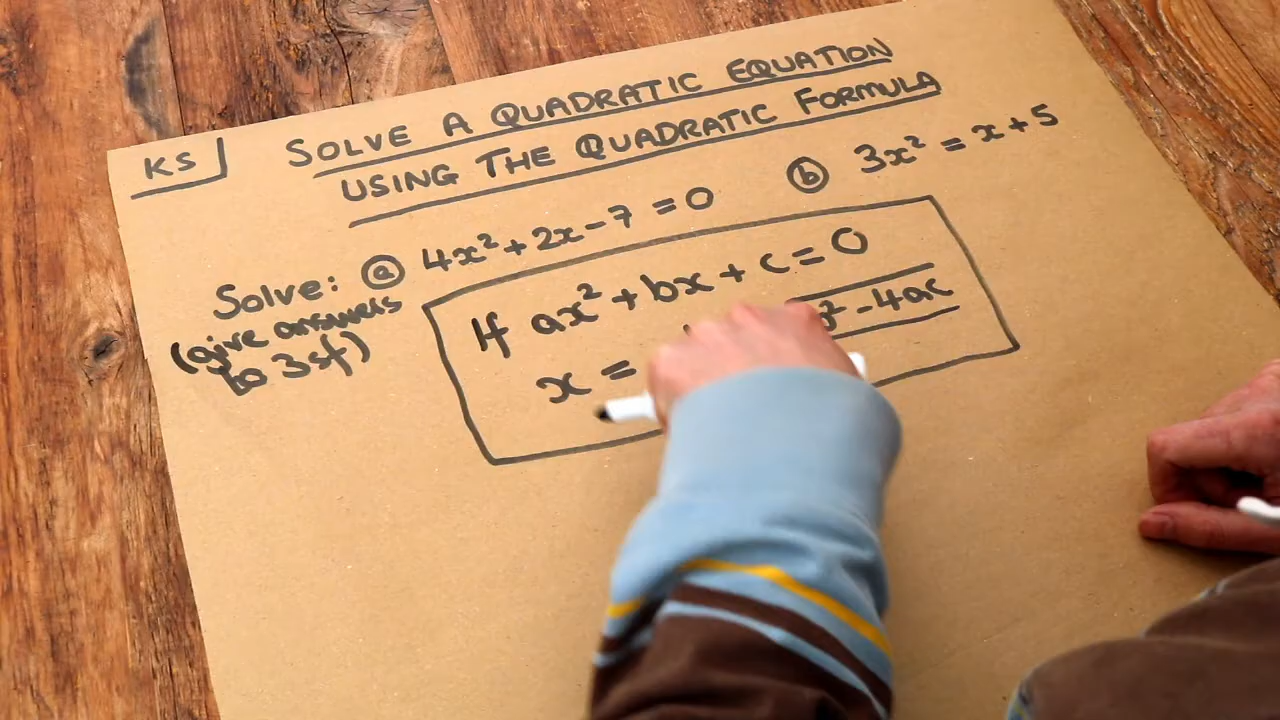 KS
SOLVE A QUADRATIC EQUATION
USING THE QUADRATIC FORMULA
Solve: ⓐ 4x² + 2x - 7 = 0
ⓑ 3x² = x + 5
(give answers
to 3sf)
If ax² + bx + c = 0
x = - 4ac